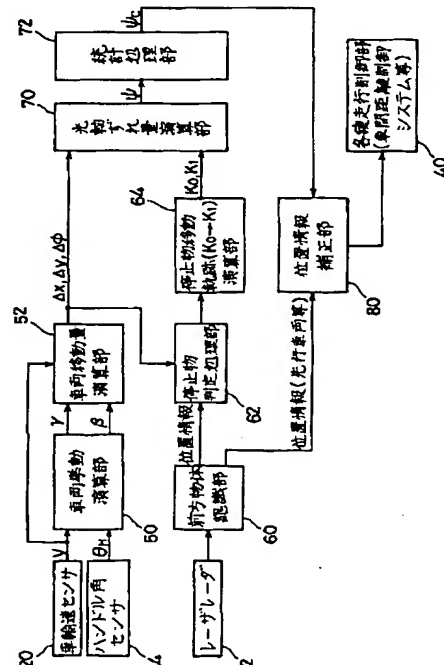 20
車輪速センサ
4
ハンドル角
センサ
V
θH
車両挙動
演算部
50
γ
β
車両移動量
演算部
52
Δx,Δy,Δφ
2
レーザレーダ
前方物体
認識部
60
位置情報
停止物
判定処理部
62
停止物移動
軌跡(K0→K1)
演算部
64
K0,K1
光軸ずれ量演算部
70
ψ
統計処理部
72
ψc
位置情報(先行車両等)
位置情報
補正部
80
各種走行制御部
(車間距離制御
システム等)
40